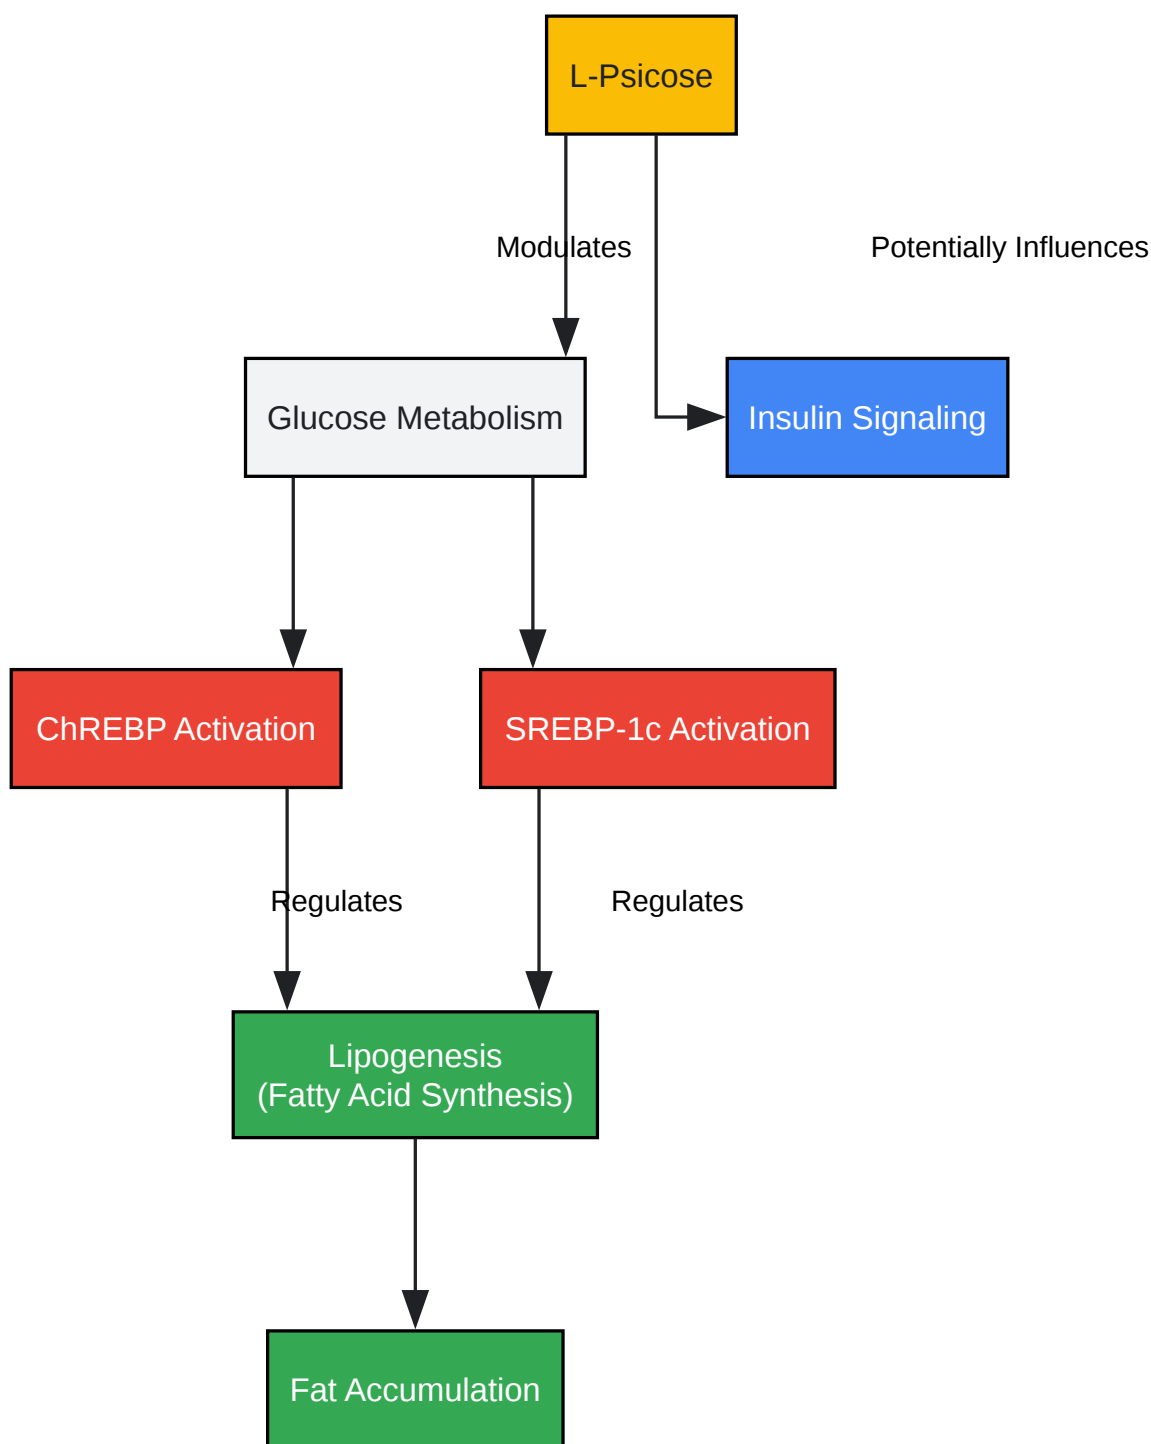 L-Psicose
Modulates
Potentially Influences
Glucose Metabolism
Insulin Signaling
ChREBP Activation
SREBP-1c Activation
Regulates
Regulates
Lipogenesis
(Fatty Acid Synthesis)
Fat Accumulation